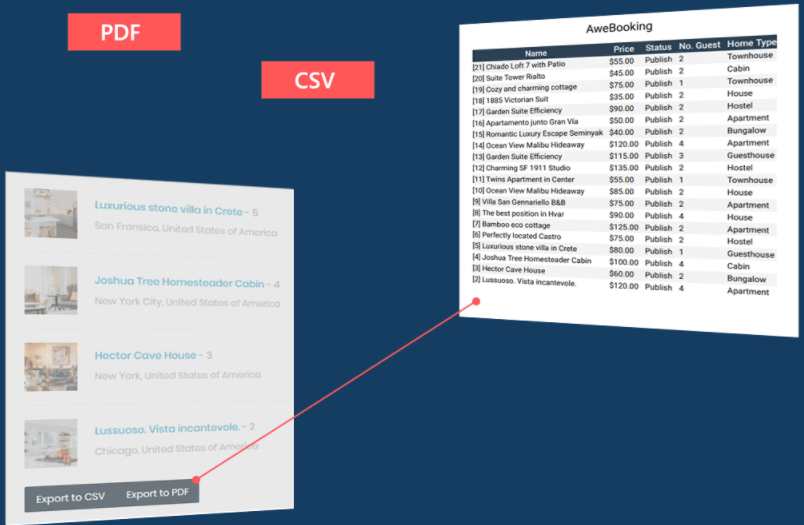 PDF
CSV
AweBooking
Name Price Status No. Guest Home Type
[21] Chiado Loft 7 with Patio $55.00 Publish 2 Townhouse
[20] Suite Tower Rialto $45.00 Publish 2 Cabin
[19] Cozy and charming cottage $75.00 Publish 1 Townhouse
[18] 1885 Victorian Suit $35.00 Publish 2 House
[17] Garden Suite Efficiency $90.00 Publish 2 Hostel
[16] Apartamento junto Gran Vía $50.00 Publish 2 Apartment
[15] Romantic Luxury Escape Seminyak $40.00 Publish 2 Bungalow
[14] Ocean View Malibu Hideaway $120.00 Publish 4 Apartment
[13] Garden Suite Efficiency $115.00 Publish 3 Guesthouse
[12] Charming SF 1911 Studio $135.00 Publish 2 Hostel
[11] Twins Apartment in Center $55.00 Publish 1 Townhouse
[10] Ocean View Malibu Hideaway $85.00 Publish 2 House
[9] Villa San Gennariello B&B $75.00 Publish 2 Apartment
[8] The best position in Hvar $90.00 Publish 4 House
[7] Bamboo eco cottage $125.00 Publish 2 Apartment
[6] Perfectly located Castro $75.00 Publish 2 Hostel
[5] Luxurious stone villa in Crete $80.00 Publish 1 Guesthouse
[4] Joshua Tree Homesteader Cabin $100.00 Publish 4 Cabin
[3] Hector Cave House $60.00 Publish 2 Bungalow
[2] Lussuoso. Vista incantevole. $120.00 Publish 4 Apartment
Luxurious stone villa in Crete - 5
San Fransico, United States of America
Joshua Tree Homesteader Cabin - 4
New York City, United States of America
Hector Cave House - 3
New York, United States of America
Lussuoso. Vista incantevole. - 2
Chicago, United States of America
Export to CSV Export to PDF